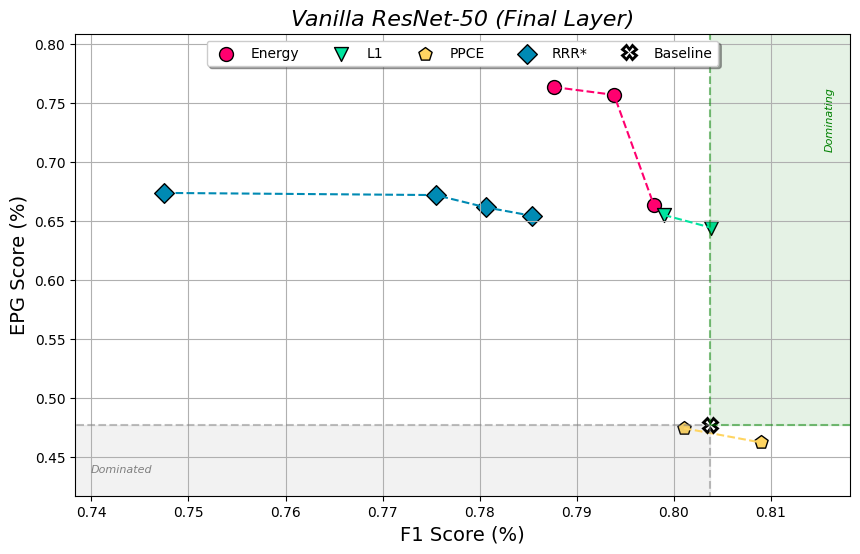 Vanilla ResNet-50 (Final Layer)
Energy L1 PPCE RRR* Baseline
Dominating
Dominated
EPG Score (%)
0.80
0.75
0.70
0.65
0.60
0.55
0.50
0.45
0.74 0.75 0.76 0.77 0.78 0.79 0.80 0.81
F1 Score (%)